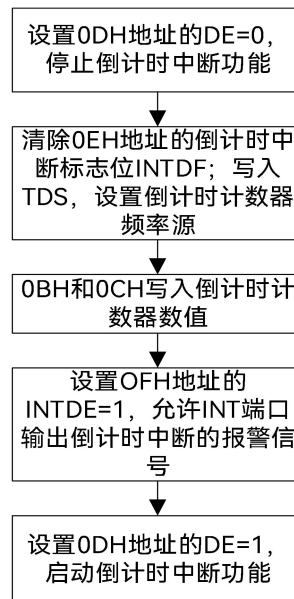 设置0DH地址的DE=0，
停止倒计时中断功能
清除0EH地址的倒计时中
断标志位INTDF；写入
TDS，设置倒计时计数器
频率源
0BH和0CH写入倒计时计
数器数值
设置OFH地址的
INTDE=1，允许INT端口
输出倒计时中断的报警信
号
设置0DH地址的DE=1，
启动倒计时中断功能